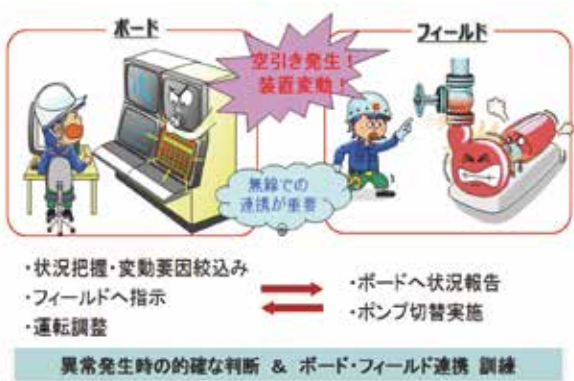 ボード
フィールド
空引き発生!
装置変動!
無線での
連携が重要
・状況把握・変動要因絞込み
・フィールドへ指示
・運転調整
・ボードへ状況報告
・ポンプ切替実施
異常発生時の的確な判断 & ボード・フィールド連携 訓練